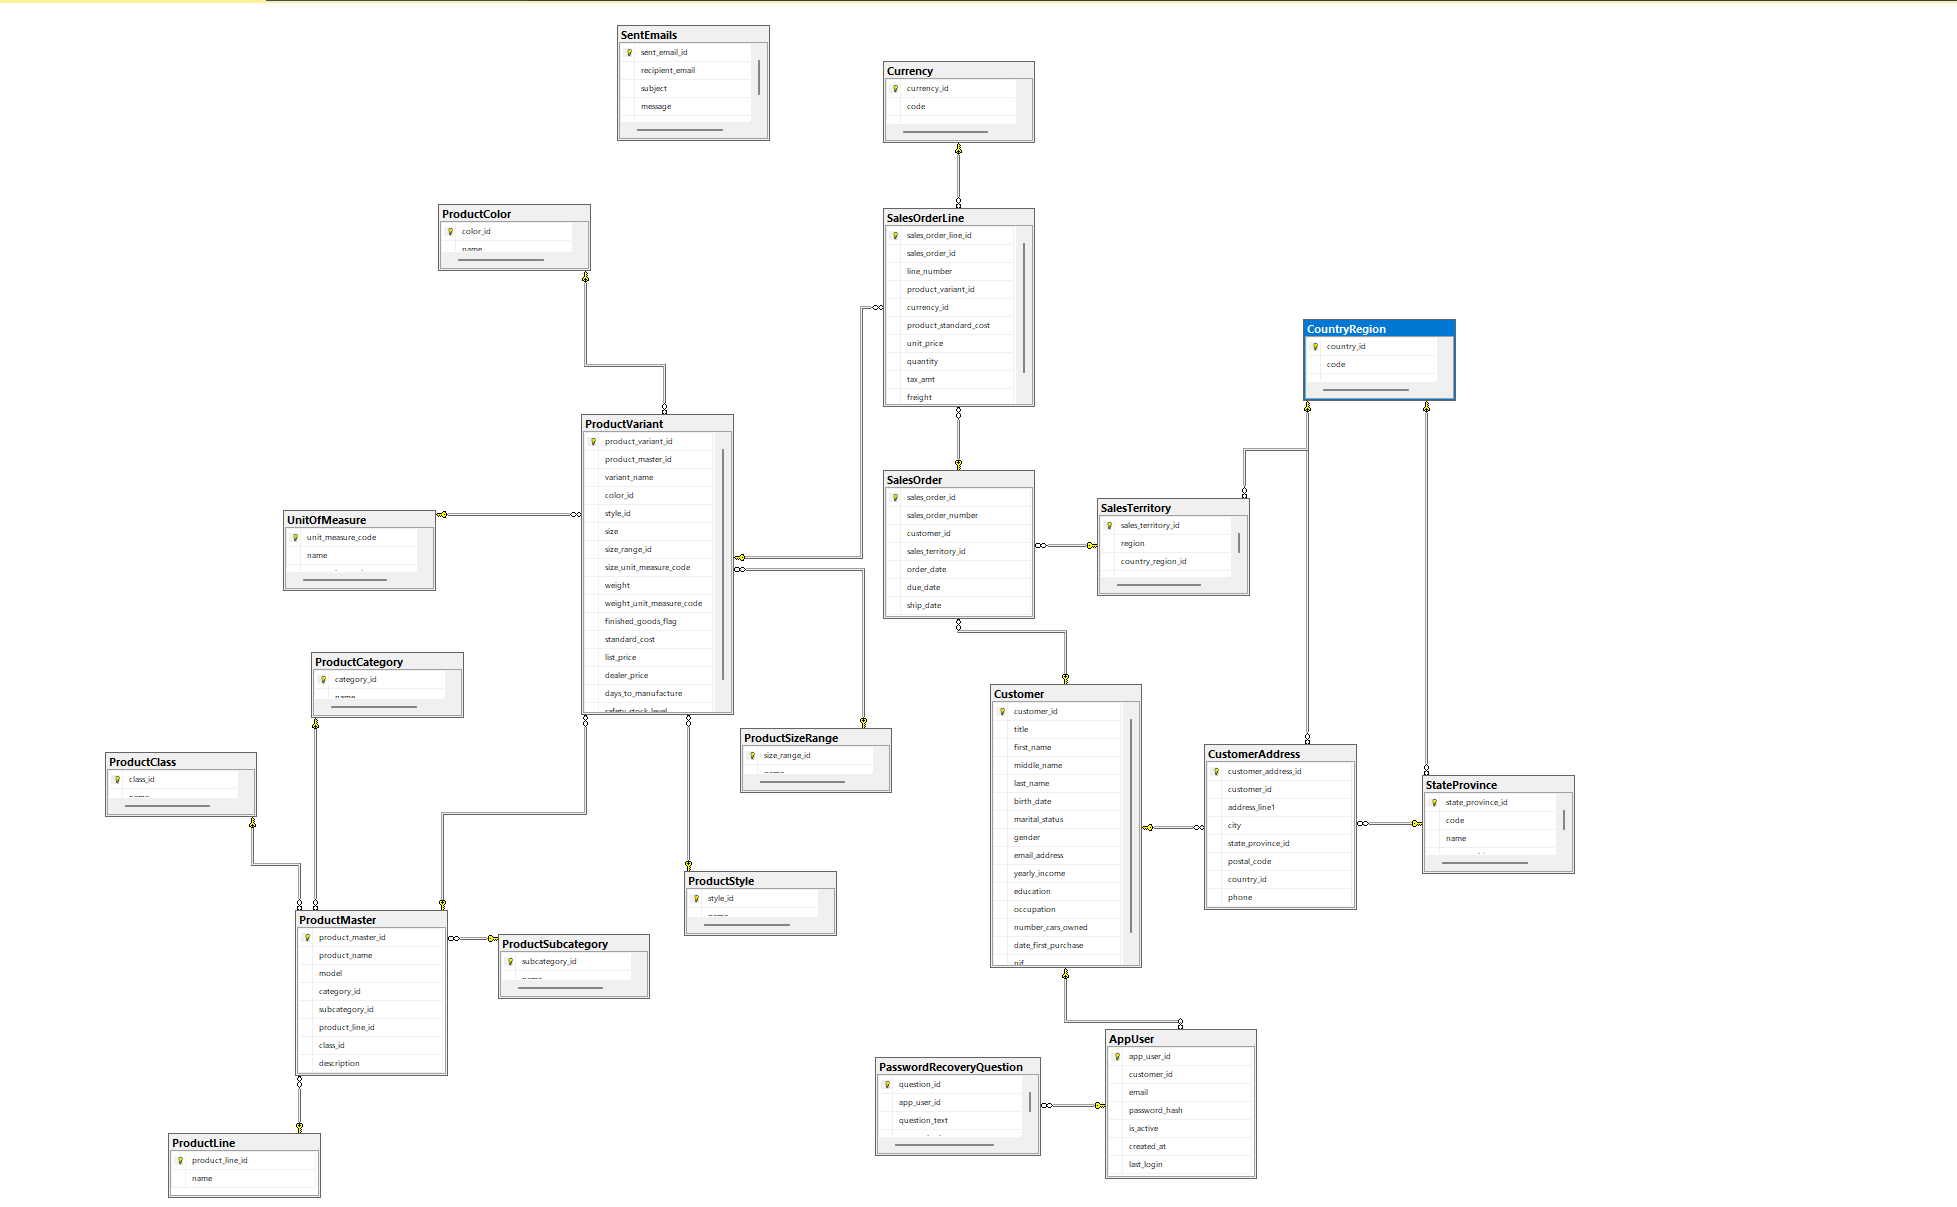 SentEmails
sent_email_id
recipient_email
subject
message
Currency
currency_id
code
ProductColor
color_id
name
SalesOrderLine
sales_order_line_id
sales_order_id
line_number
product_variant_id
currency_id
product_standard_cost
unit_price
quantity
tax_amt
freight
CountryRegion
country_id
code
ProductVariant
product_variant_id
product_master_id
variant_name
color_id
style_id
size
size_range_id
size_unit_measure_code
weight
weight_unit_measure_code
finished_goods_flag
standard_cost
list_price
dealer_price
days_to_manufacture
safety_stock_level
UnitOfMeasure
unit_measure_code
name
SalesOrder
sales_order_id
sales_order_number
customer_id
sales_territory_id
order_date
due_date
ship_date
SalesTerritory
sales_territory_id
region
country_region_id
ProductCategory
category_id
name
ProductClass
class_id
ProductSizeRange
size_range_id
Customer
customer_id
title
first_name
middle_name
last_name
birth_date
marital_status
gender
email_address
yearly_income
education
occupation
number_cars_owned
date_first_purchase
nif
CustomerAddress
customer_address_id
customer_id
address_line1
city
state_province_id
postal_code
country_id
phone
StateProvince
state_province_id
code
name
ProductStyle
style_id
ProductMaster
product_master_id
product_name
model
category_id
subcategory_id
product_line_id
class_id
description
ProductSubcategory
subcategory_id
AppUser
app_user_id
customer_id
email
password_hash
is_active
created_at
last_login
PasswordRecoveryQuestion
question_id
app_user_id
question_text
ProductLine
product_line_id
name